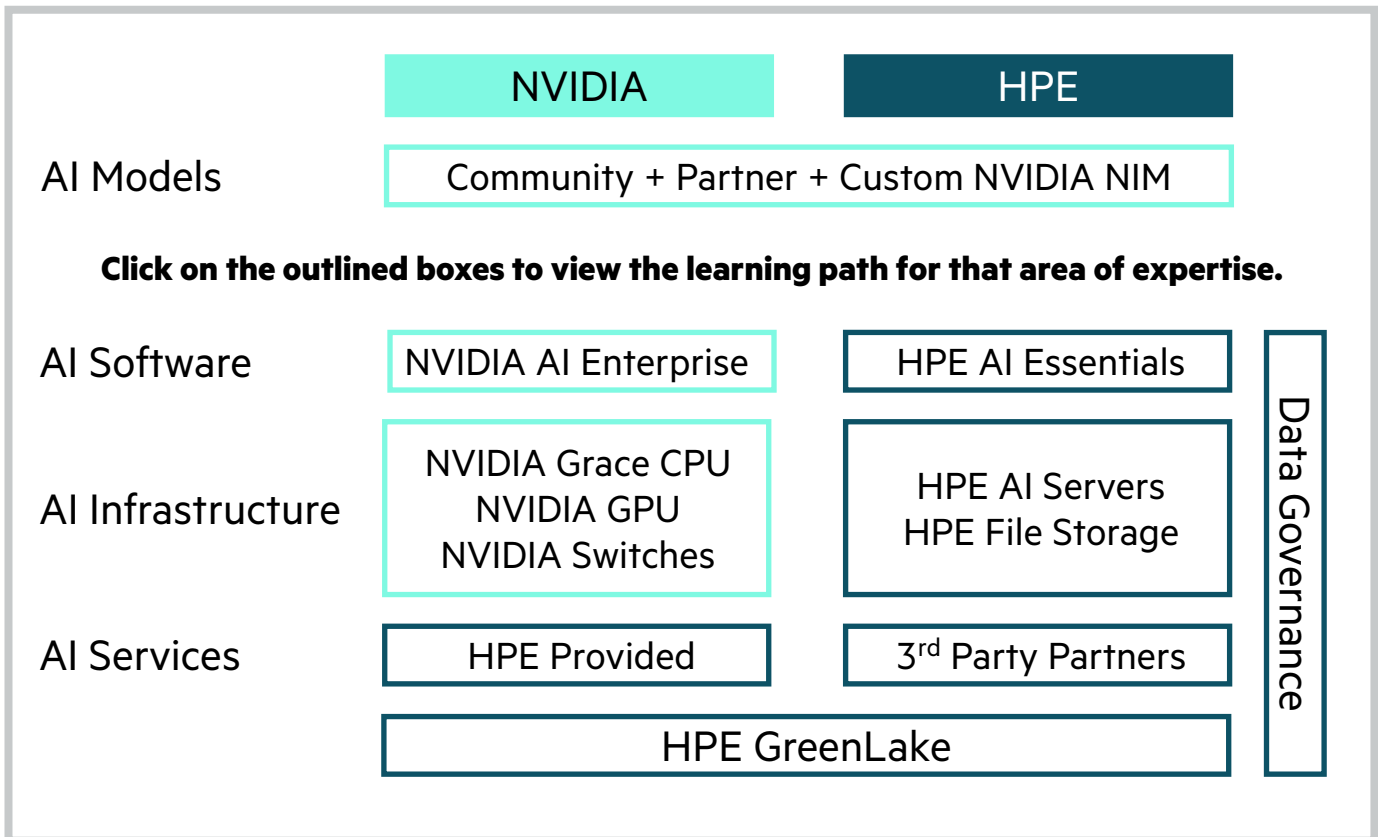 NVIDIA
HPE
AI Models
Community + Partner + Custom NVIDIA NIM
Click on the outlined boxes to view the learning path for that area of expertise.
AI Software
NVIDIA AI Enterprise
HPE AI Essentials
AI Infrastructure
NVIDIA Grace CPU
NVIDIA GPU
NVIDIA Switches
HPE AI Servers
HPE File Storage
AI Services
HPE Provided
3rd Party Partners
HPE GreenLake
Data Governance